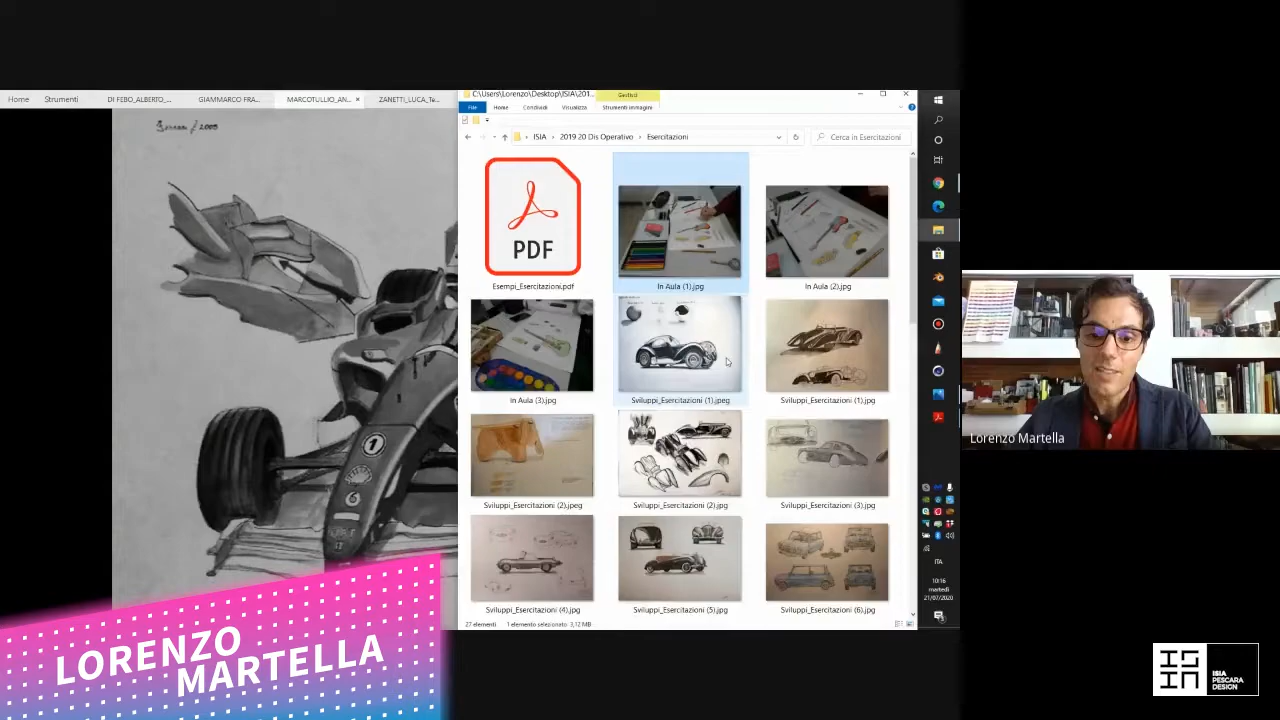 Home Strumenti DI FEBO_ALBERTO_... GIAMMARCO FRA... MARCOTULLIO_AN... × ZANETTI_LUCA_Te...
2003
1
6
C:\Users\Lorenzo\Desktop\ISIA\201... Gestisci
File Home Condividi Visualizza Strumenti immagini
ISIA › 2019 20 Dis Operativo › Esercitazioni
Cerca in Esercitazioni
PDF
Esempi_Esercitazioni.pdf In Aula (1).jpg In Aula (2).jpg
In Aula (3).jpg Sviluppi_Esercitazioni (1).jpeg Sviluppi_Esercitazioni (1).jpg
Sviluppi_Esercitazioni (2).jpeg Sviluppi_Esercitazioni (2).jpg Sviluppi_Esercitazioni (3).jpg
Sviluppi_Esercitazioni (4).jpg Sviluppi_Esercitazioni (5).jpg Sviluppi_Esercitazioni (6).jpg
27 elementi 1 elemento selezionato 3,12 MB
ITA
10:16
martedì
21/07/2020
Lorenzo Martella
LORENZO
MARTELLA
ISIA
PESCARA
DESIGN